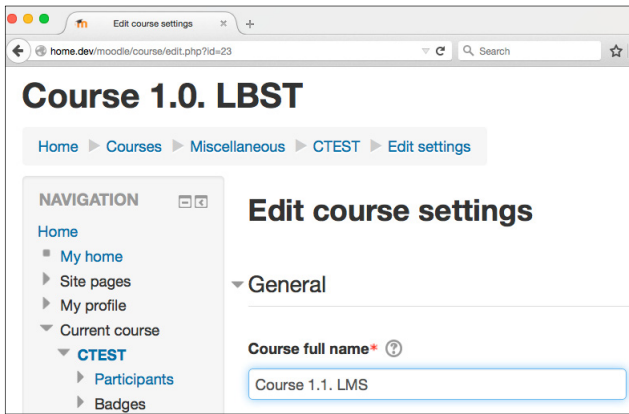 Edit course settings
home.dev/moodle/course/edit.php?id=23
Search
Course 1.0. LBST
Home Courses Miscellaneous CTEST Edit settings
NAVIGATION
Home
My home
Site pages
My profile
Current course
CTEST
Participants
Badges
Edit course settings
General
Course full name*
Course 1.1. LMS